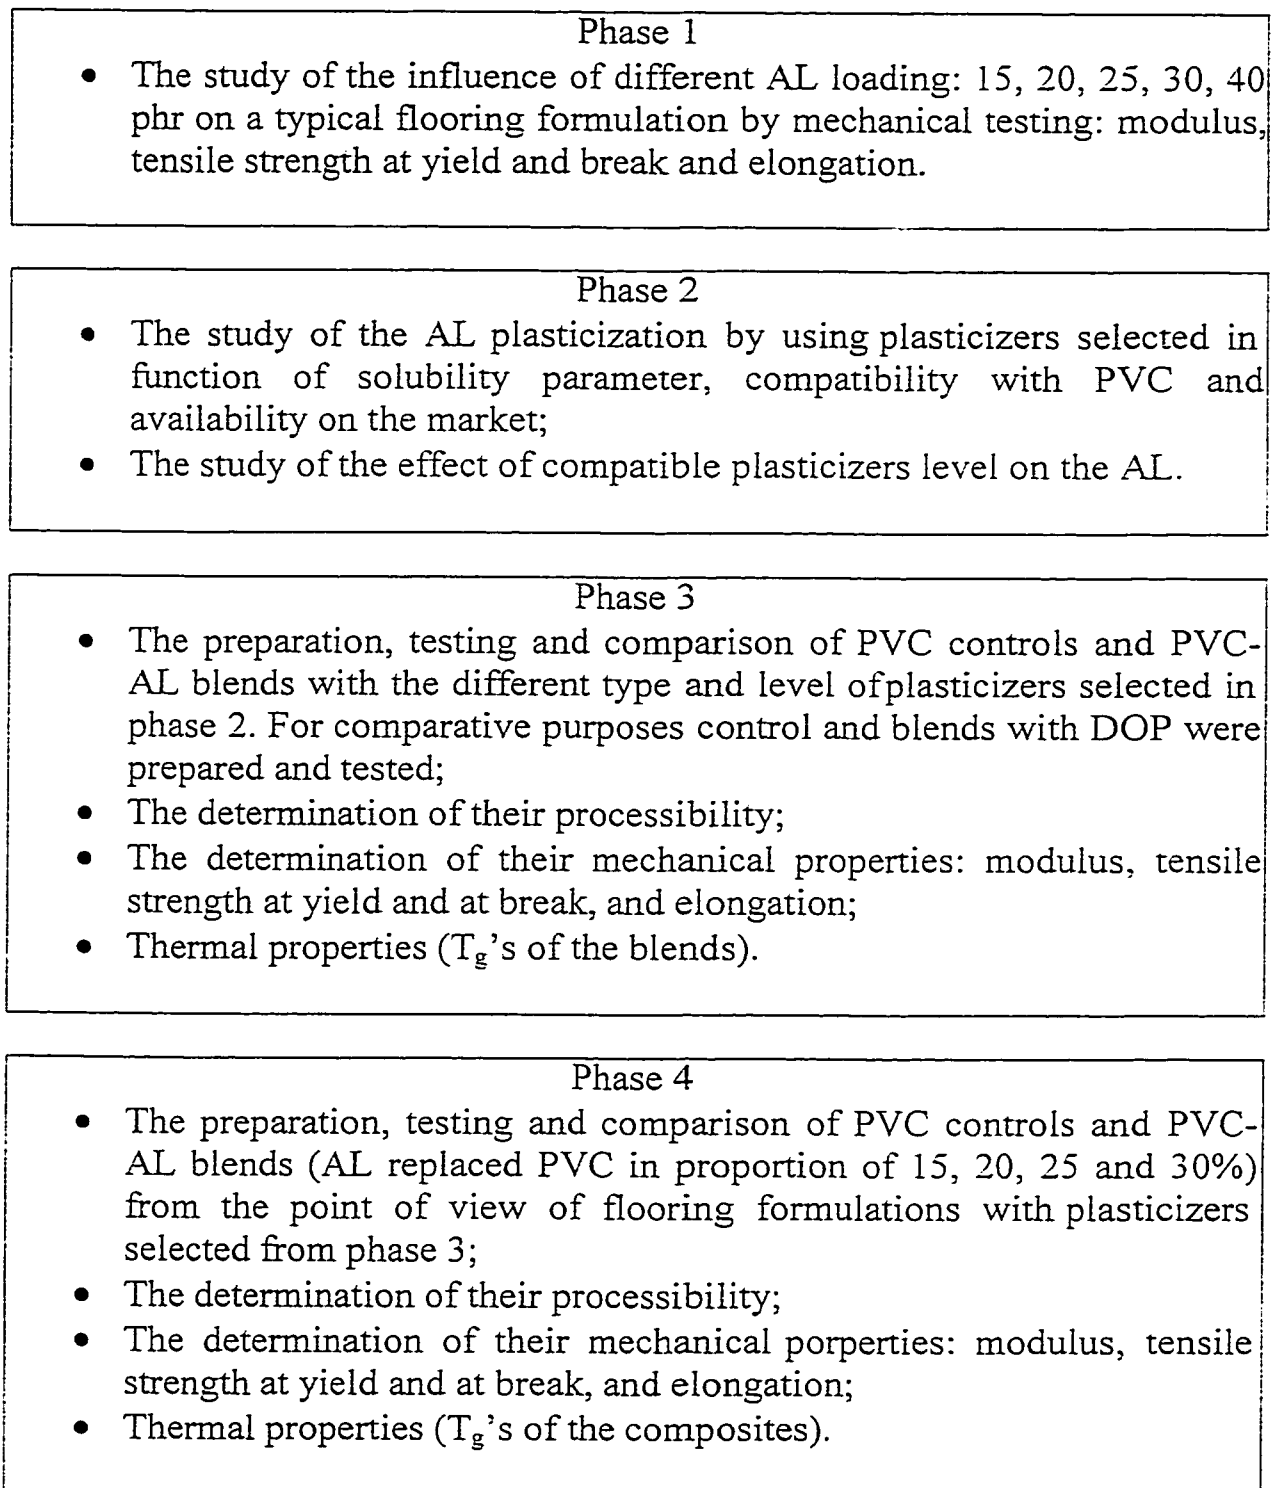 Phase 1
• The study of the influence of different AL loading: 15, 20, 25, 30, 40
phr on a typical flooring formulation by mechanical testing: modulus,
tensile strength at yield and break and elongation.
Phase 2
• The study of the AL plasticization by using plasticizers selected in
function of solubility parameter, compatibility with PVC and
availability on the market;
• The study of the effect of compatible plasticizers level on the AL.
Phase 3
• The preparation, testing and comparison of PVC controls and PVC-
AL blends with the different type and level of plasticizers selected in
phase 2. For comparative purposes control and blends with DOP were
prepared and tested;
• The determination of their processibility;
• The determination of their mechanical properties: modulus, tensile
strength at yield and at break, and elongation;
• Thermal properties (Tg's of the blends).
Phase 4
• The preparation, testing and comparison of PVC controls and PVC-
AL blends (AL replaced PVC in proportion of 15, 20, 25 and 30%)
from the point of view of flooring formulations with plasticizers
selected from phase 3;
• The determination of their processibility;
• The determination of their mechanical porperties: modulus, tensile
strength at yield and at break, and elongation;
• Thermal properties (Tg's of the composites).